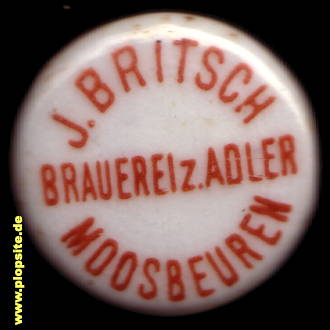 J. BRITSCH
BRAUEREI z. ADLER
MOOSBEUREN
www.plopsite.de